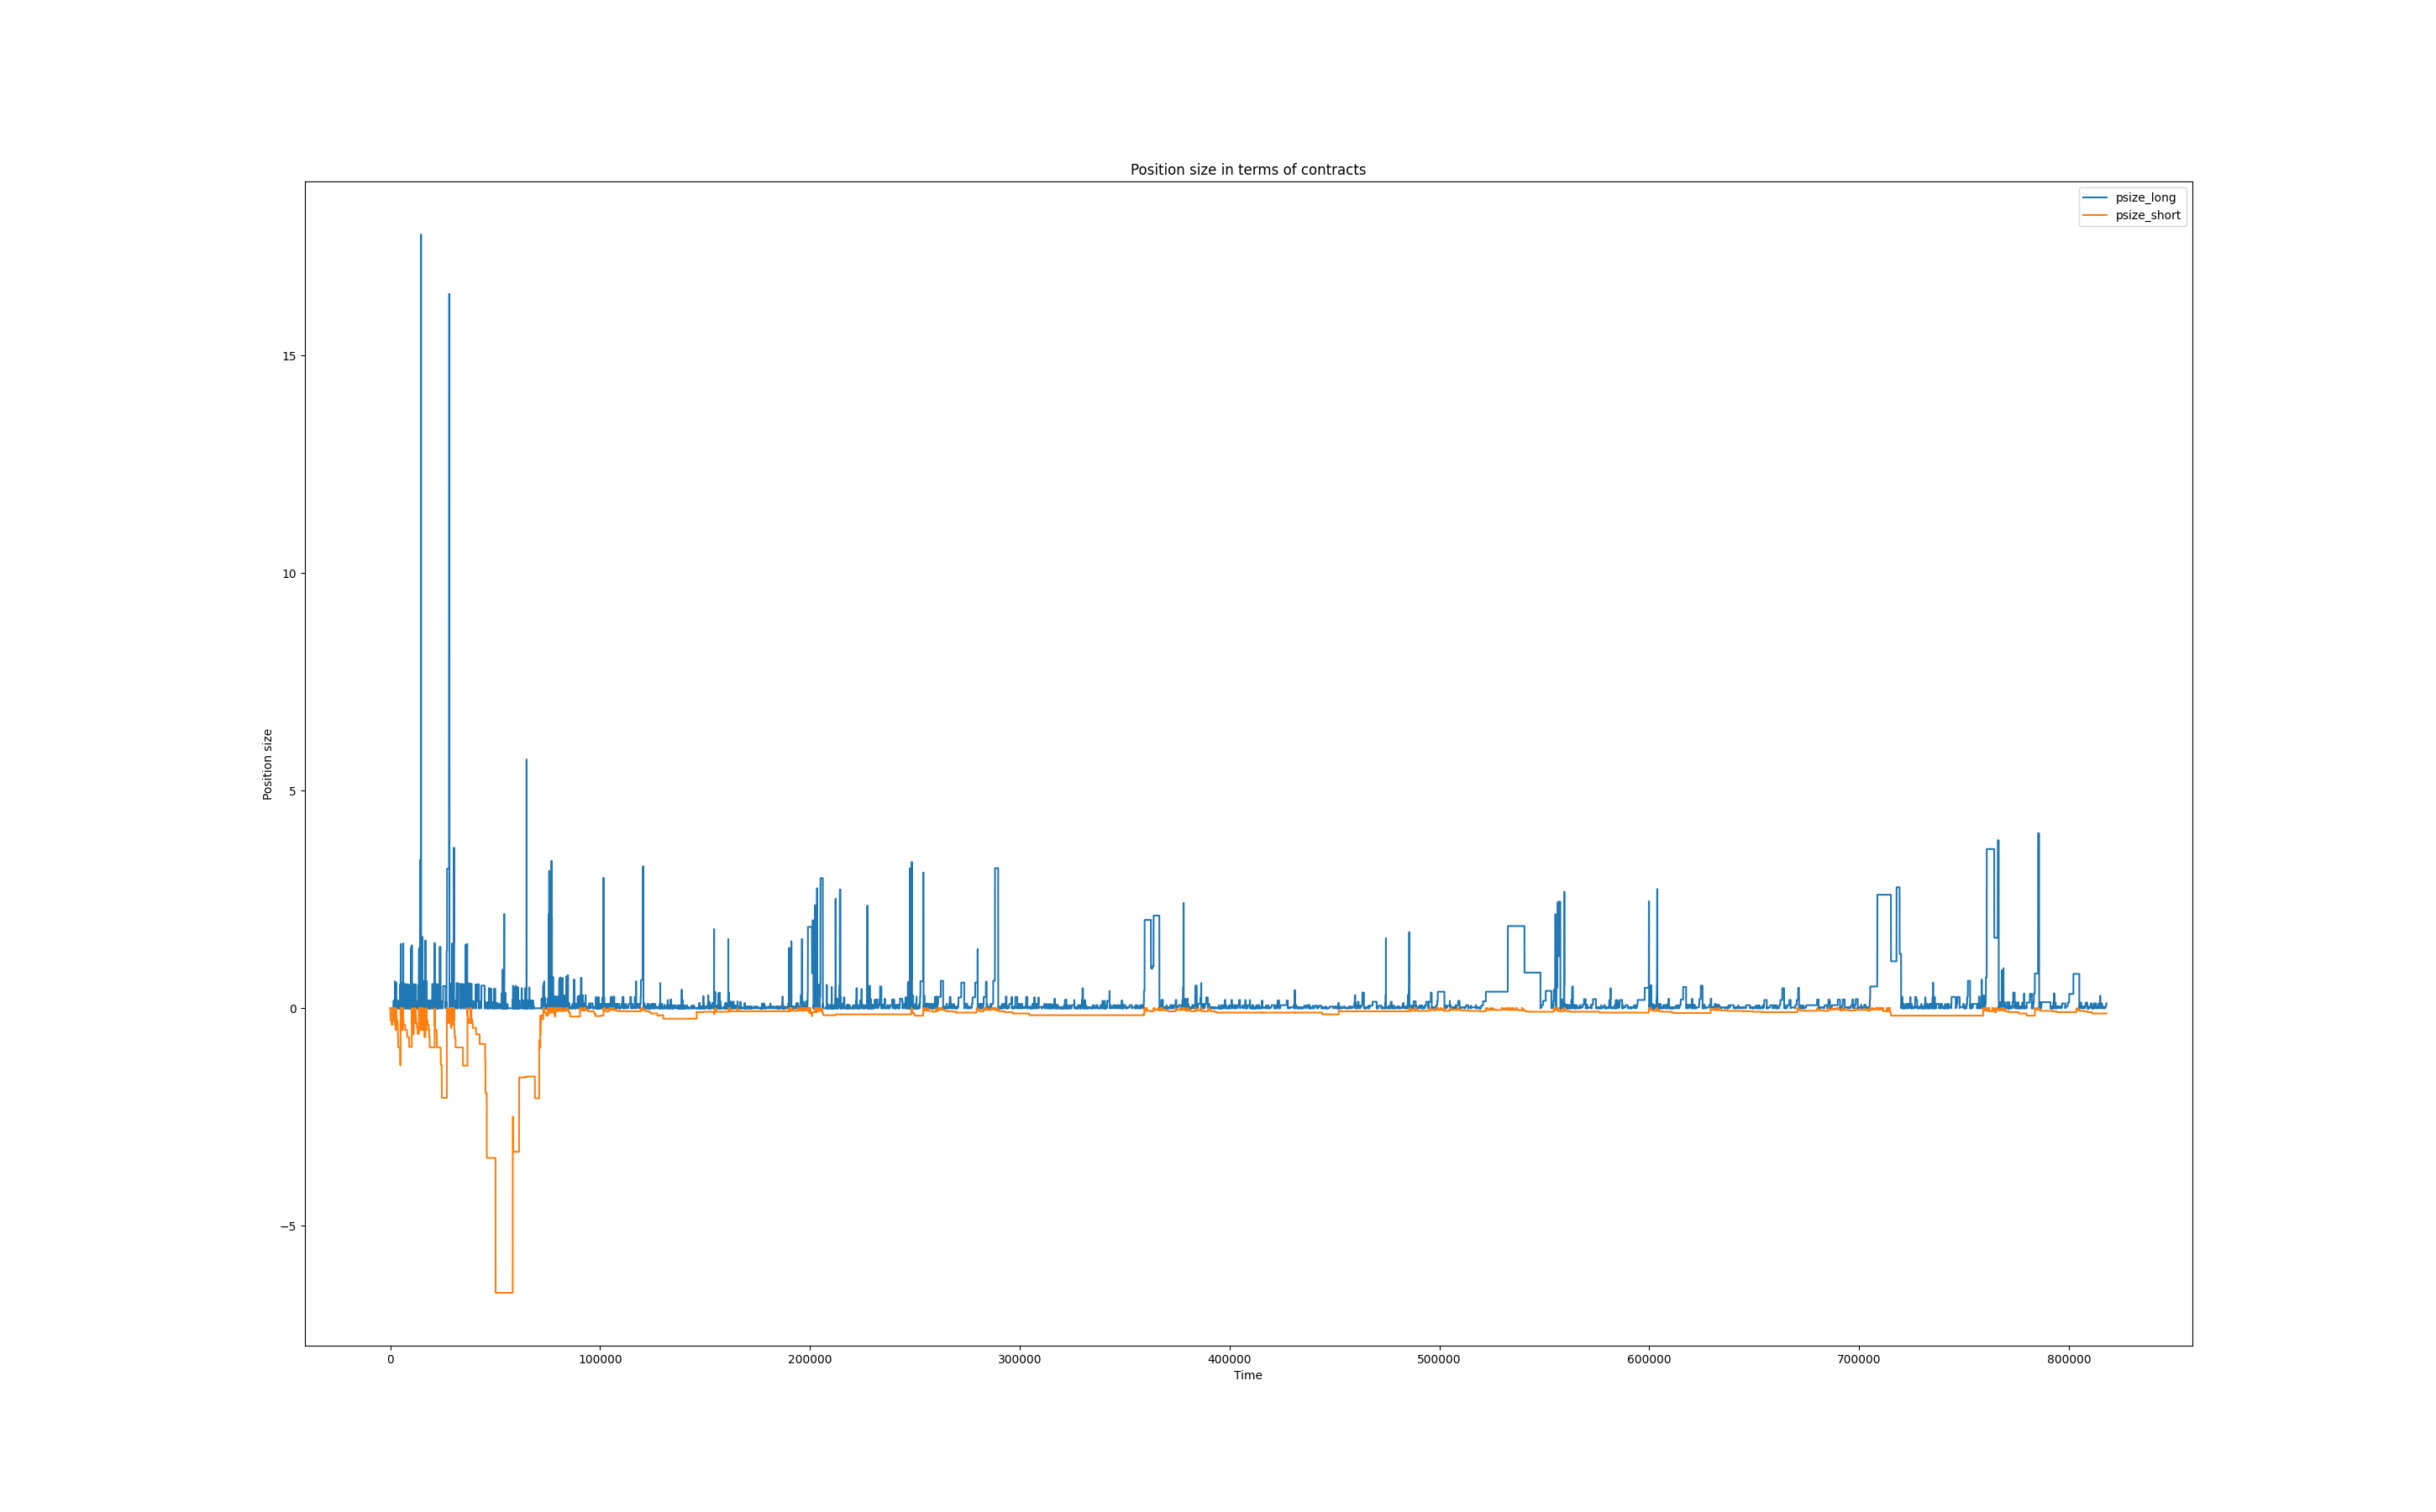 Position size in terms of contracts
psize_long
psize_short
Position size
15
10
5
0
−5
0 100000 200000 300000 400000 500000 600000 700000 800000
Time